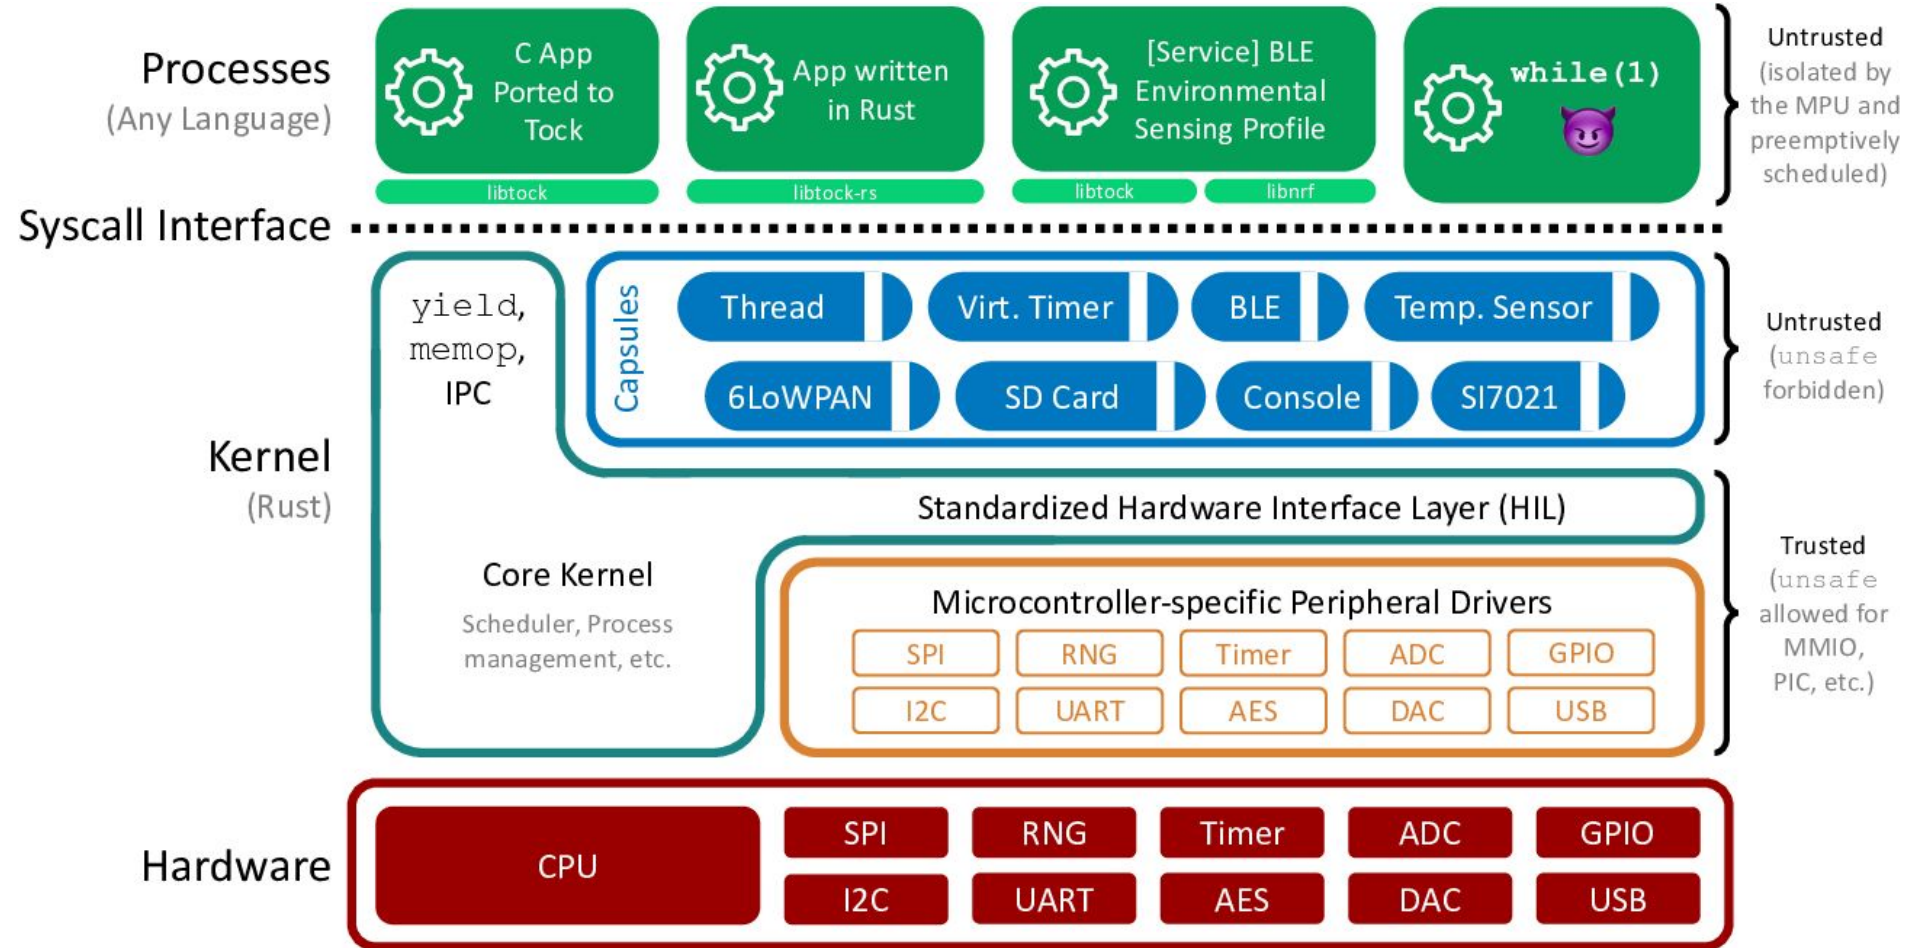 Processes
(Any Language)
C App
Ported to
Tock
libtock
App written
in Rust
libtock-rs
[Service] BLE
Environmental
Sensing Profile
libtock
libnrf
while(1)
Untrusted
(isolated by
the MPU and
preemptively
scheduled)
Syscall Interface
Kernel
(Rust)
yield,
memop,
IPC
Capsules
Thread
Virt. Timer
BLE
Temp. Sensor
6LoWPAN
SD Card
Console
SI7021
Untrusted
(unsafe
forbidden)
Standardized Hardware Interface Layer (HIL)
Core Kernel
Scheduler, Process
management, etc.
Microcontroller-specific Peripheral Drivers
SPI
RNG
Timer
ADC
GPIO
I2C
UART
AES
DAC
USB
Trusted
(unsafe
allowed for
MMIO,
PIC, etc.)
Hardware
CPU
SPI
RNG
Timer
ADC
GPIO
I2C
UART
AES
DAC
USB